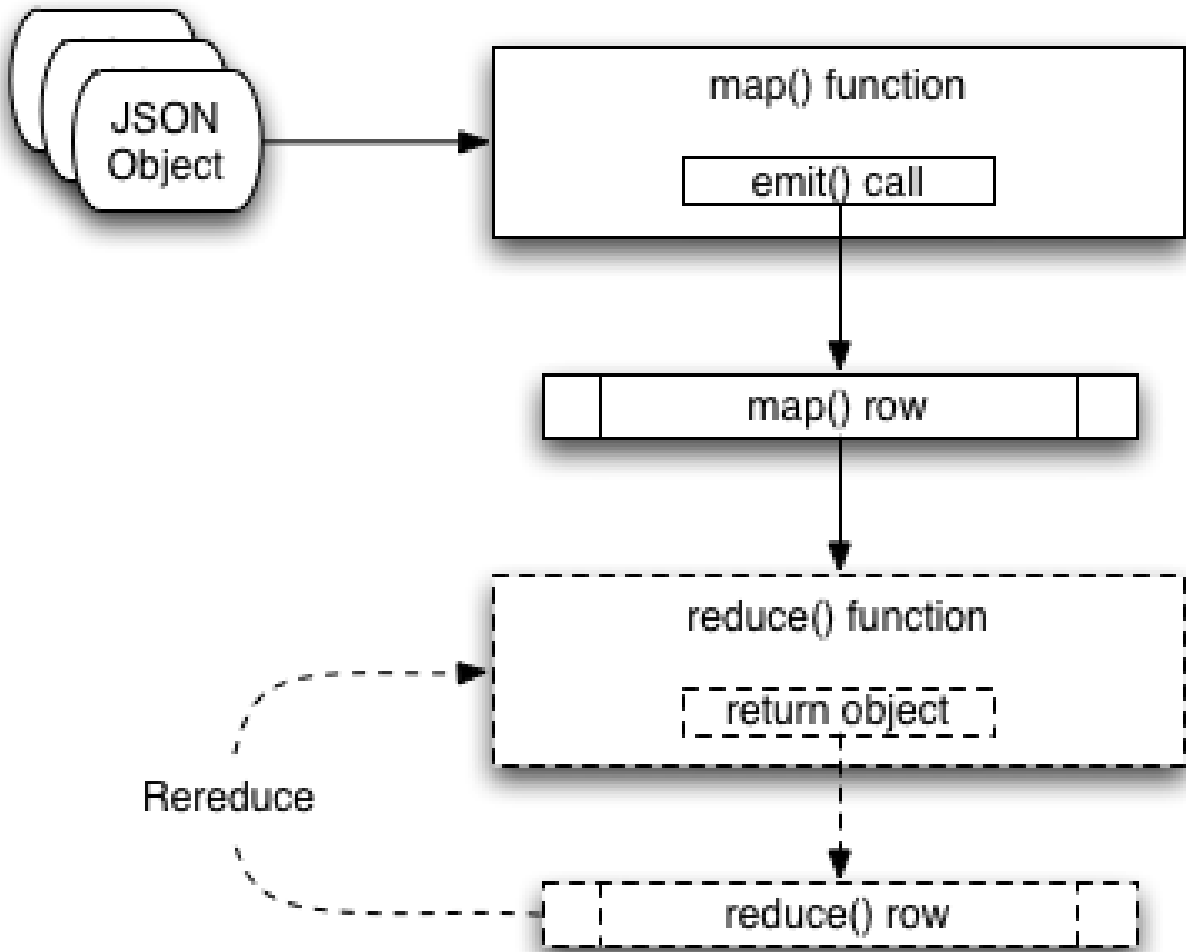 JSON
Object
map() function
emit() call
map() row
reduce() function
return object
Rereduce
reduce() row